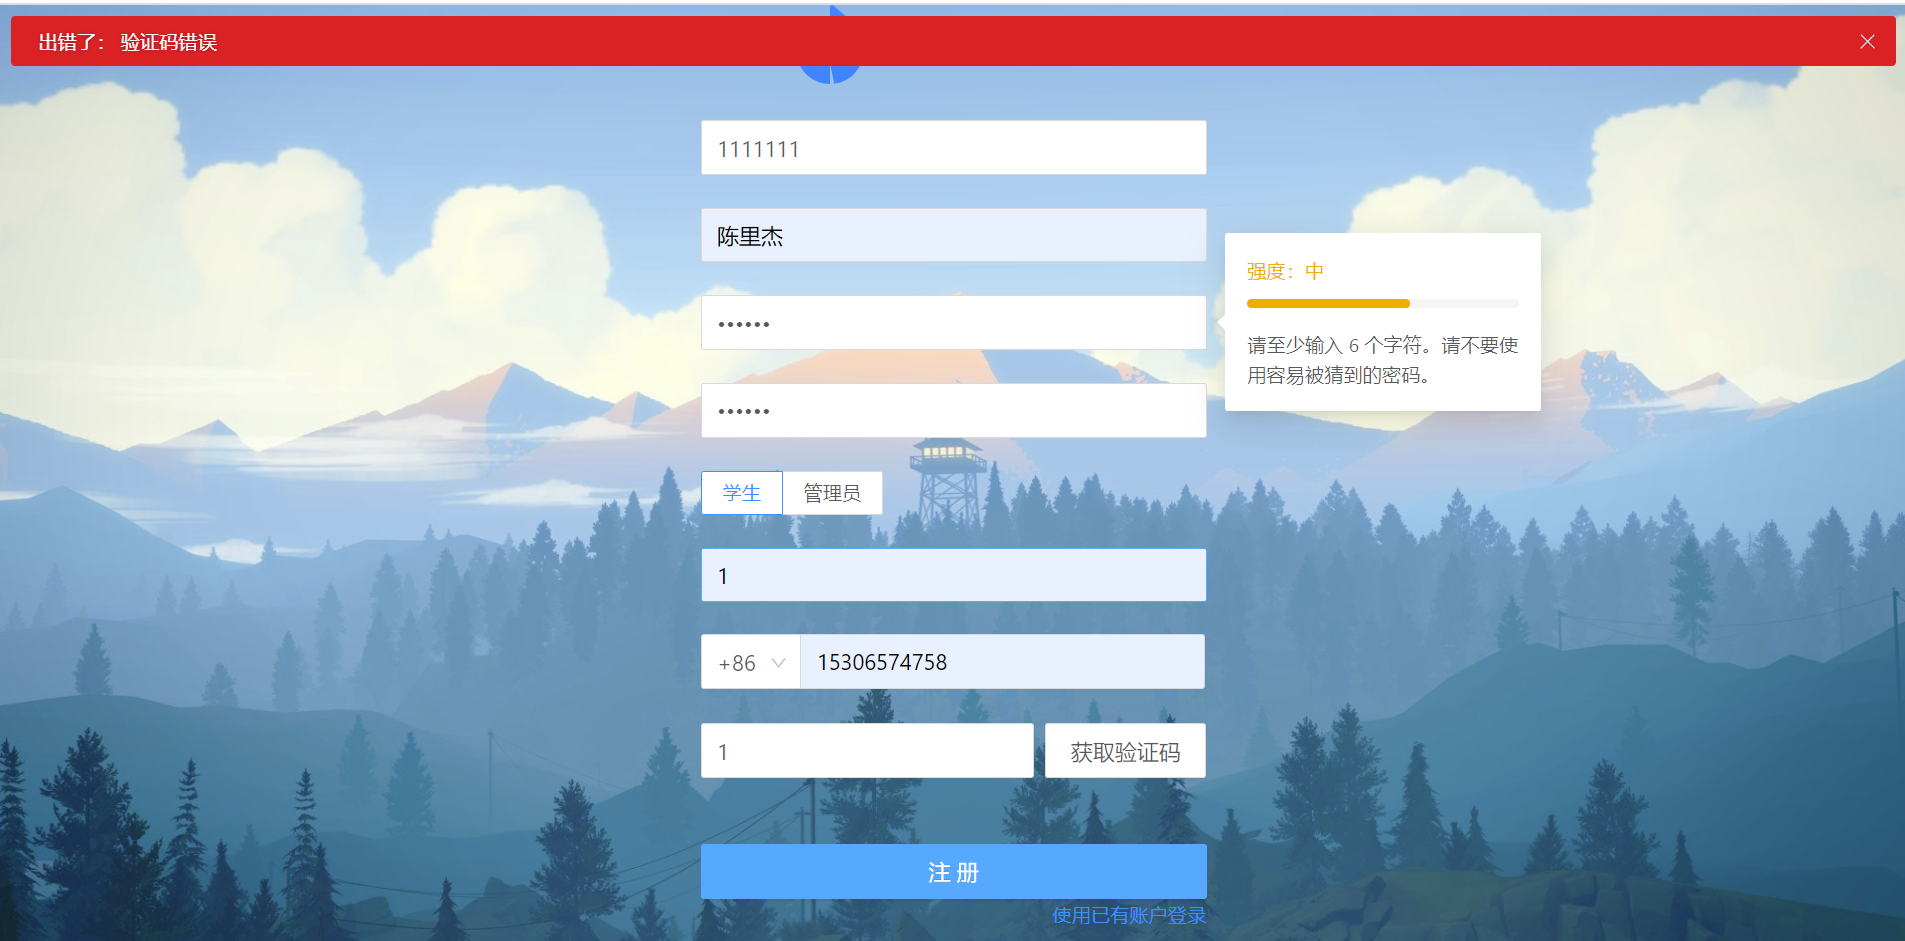 出错了： 验证码错误
1111111
陈里杰
••••••
强度：中
请至少输入 6 个字符。请不要使
用容易被猜到的密码。
••••••
学生 管理员
1
+86 15306574758
1 获取验证码
注 册
使用已有账户登录